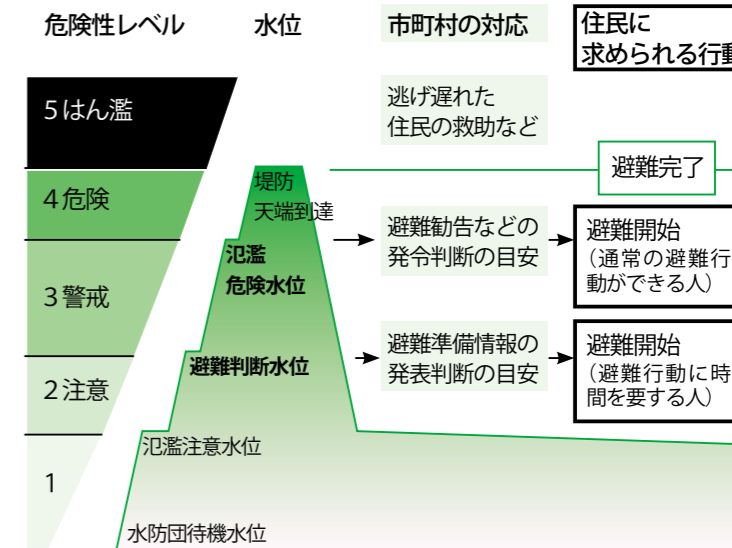 危険性レベル
水位
市町村の対応
住民に
求められる行動
5はん濫
逃げ遅れた
住民の救助など
避難完了
4危険
堤防
天端到達
避難勧告などの
発令判断の目安
避難開始
（通常の避難行
動ができる人）
氾濫
危険水位
3警戒
避難準備情報の
発表判断の目安
避難開始
（避難行動に時
間を要する人）
避難判断水位
2注意
氾濫注意水位
1
水防団待機水位